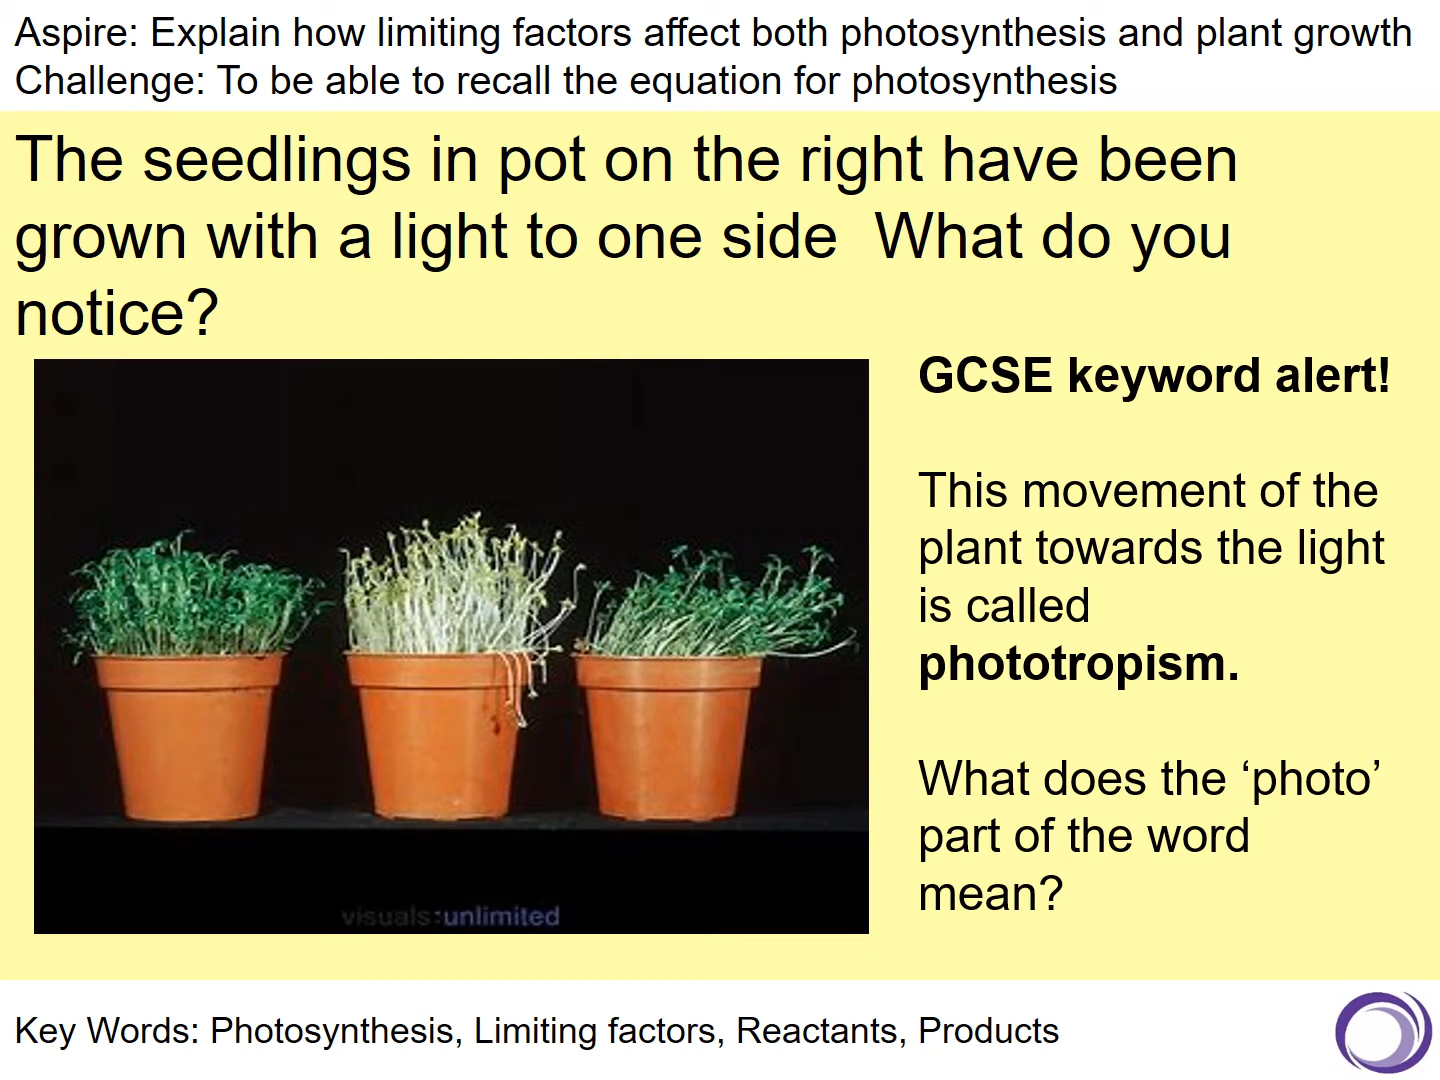 Aspire: Explain how limiting factors affect both photosynthesis and plant growth
Challenge: To be able to recall the equation for photosynthesis
The seedlings in pot on the right have been
grown with a light to one side  What do you
notice?
GCSE keyword alert!
This movement of the
plant towards the light
is called
phototropism.
What does the ‘photo’
part of the word
mean?
visuals:unlimited
Key Words: Photosynthesis, Limiting factors, Reactants, Products